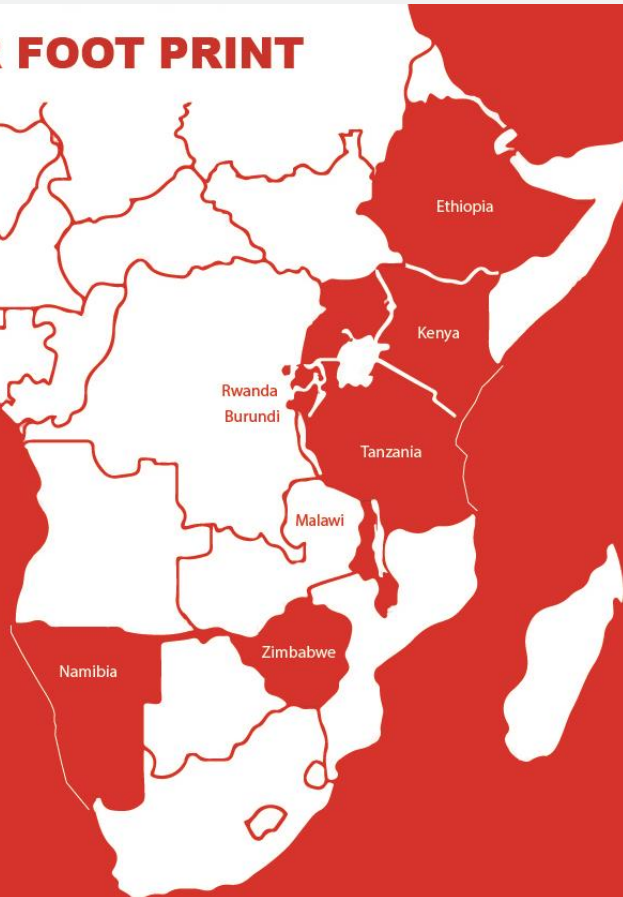 FOOT PRINT
Ethiopia
Kenya
Rwanda
Burundi
Tanzania
Malawi
Zimbabwe
Namibia